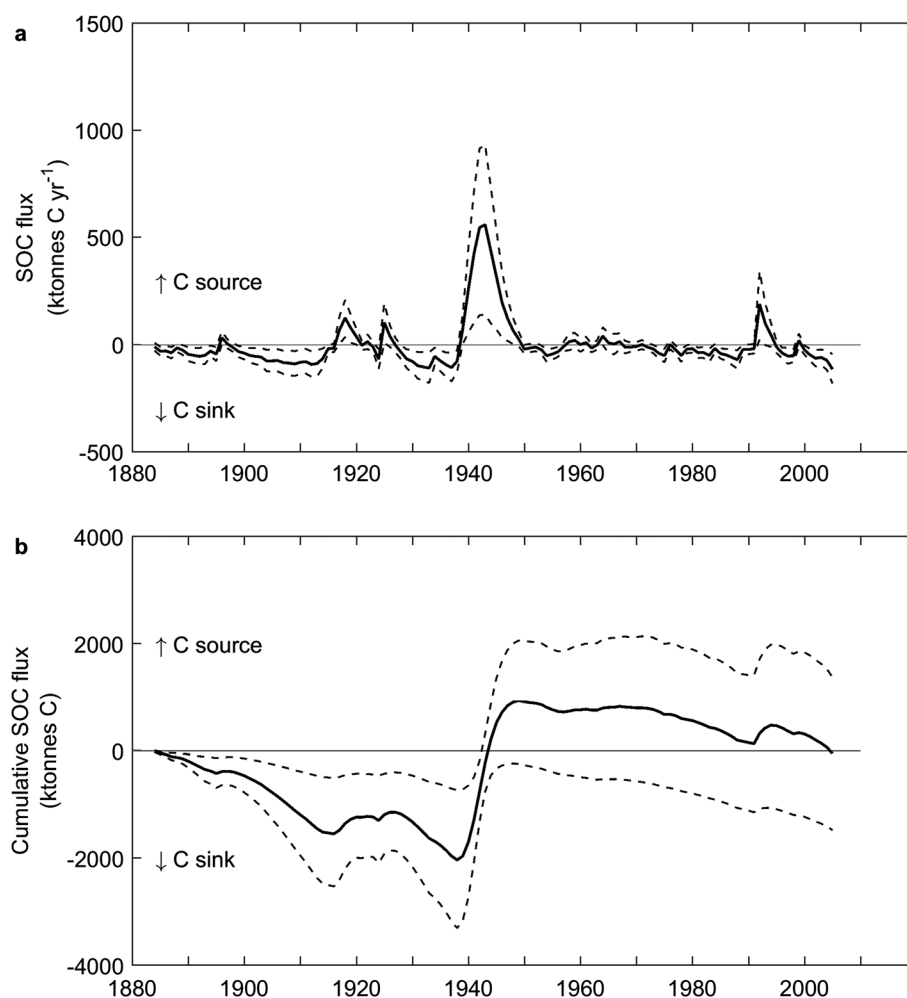 a
1500
1000
500
0
-500
SOC flux
(ktonnes C yr-1)
↑ C source
↓ C sink
1880 1900 1920 1940 1960 1980 2000
b
4000
2000
0
-2000
-4000
Cumulative SOC flux
(ktonnes C)
↑ C source
↓ C sink
1880 1900 1920 1940 1960 1980 2000